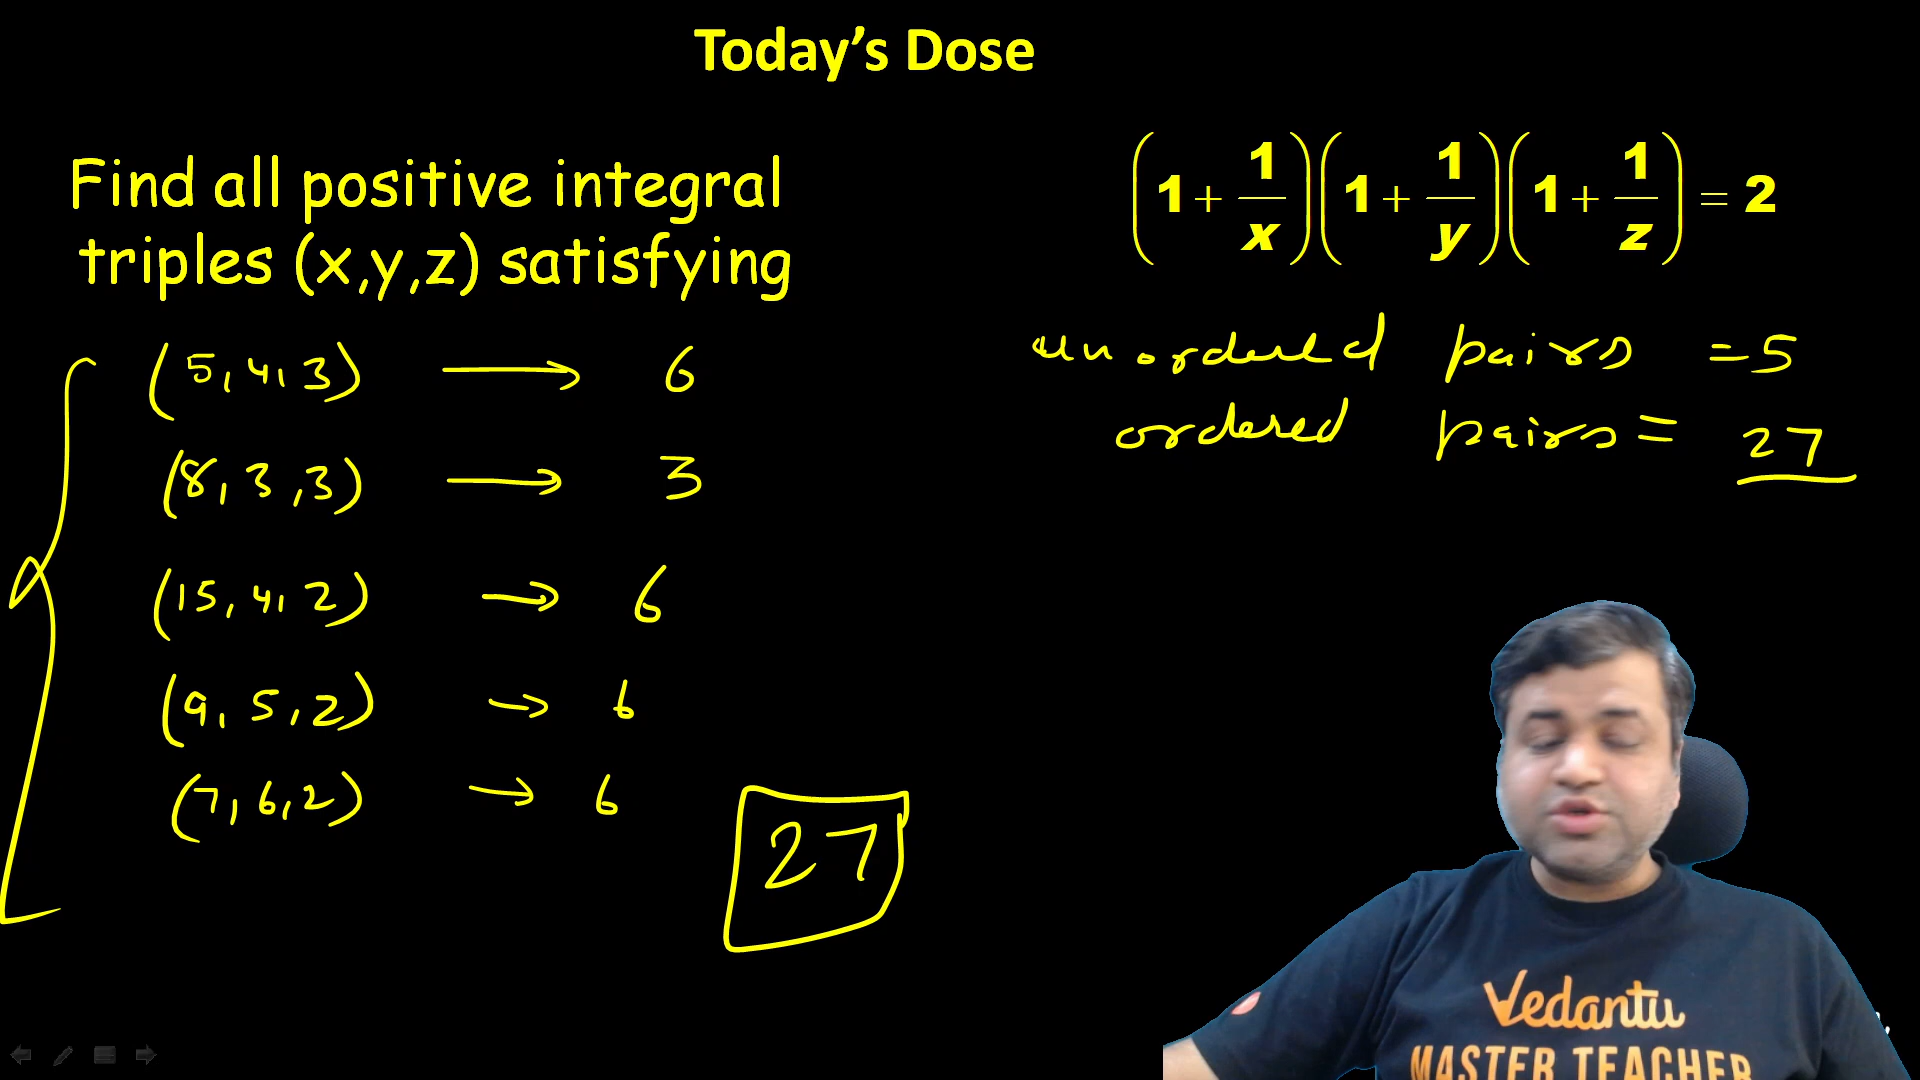 Today's Dose
Find all positive integral
triples (x,y,z) satisfying
(1+1/x)(1+1/y)(1+1/z)=2
(5,4,3) → 6
(8,3,3) → 3
(15,4,2) → 6
(9,5,2) → 6
(7,6,2) → 6
27
unordered pairs =5
ordered pairs = 27
Vedantu
MASTER TEACHER